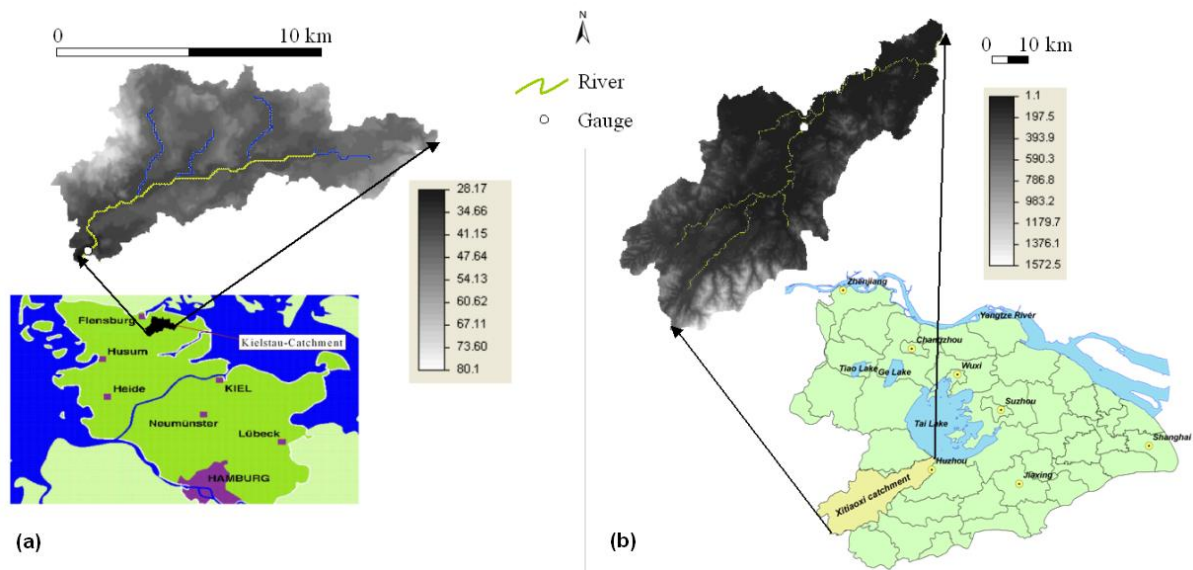 0 10 km
N
River
Gauge
28.17
34.66
41.15
47.64
54.13
60.62
67.11
73.60
80.1
Flensburg
Kielstau-Catchment
Husum
Heide
KIEL
Neumünster
Lübeck
HAMBURG
(a)
0 10 km
1.1
197.5
393.9
590.3
786.8
983.2
1179.7
1376.1
1572.5
Zhenjiang
Yangtze River
Changzhou
Tiao Lake
Ge Lake
Wuxi
Suzhou
Tai Lake
Shanghai
Huzhou
Jiaxing
Xitiaoxi catchment
(b)